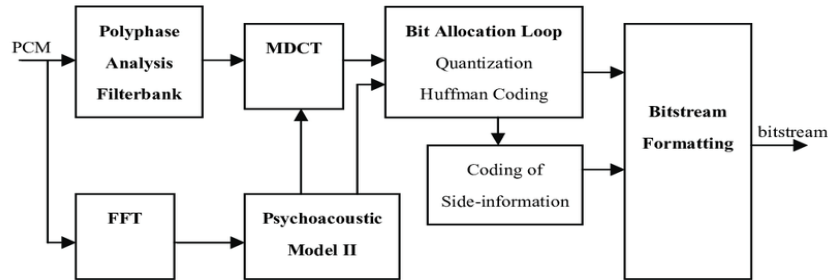 PCM
Polyphase
Analysis
Filterbank
MDCT
Bit Allocation Loop
Quantization
Huffman Coding
Bitstream
Formatting
bitstream
Coding of
Side-information
FFT
Psychoacoustic
Model II